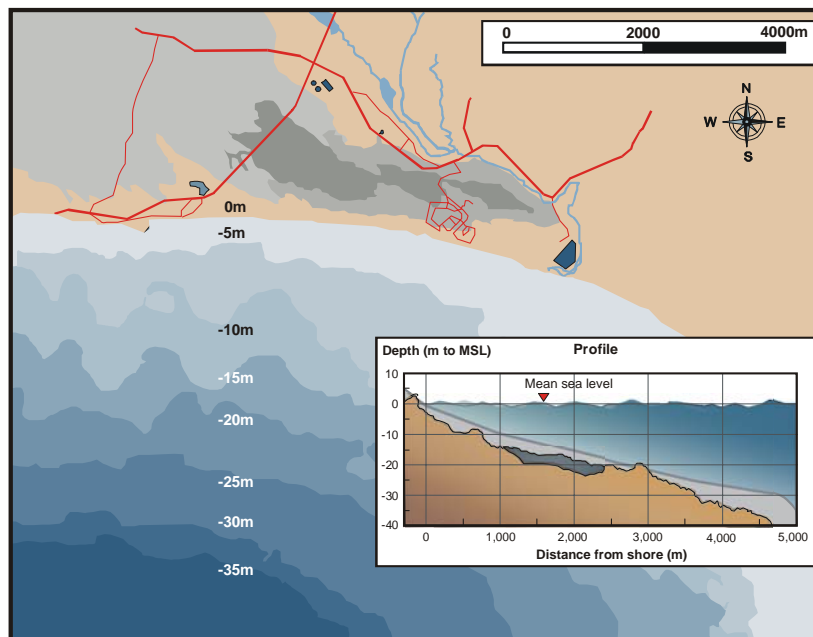 0 2000 4000m
N
W E
S
0m
-5m
-10m
-15m
-20m
-25m
-30m
-35m
Depth (m to MSL) Profile
Mean sea level
10
0
-10
-20
-30
-40
0 1,000 2,000 3,000 4,000 5,000
Distance from shore (m)